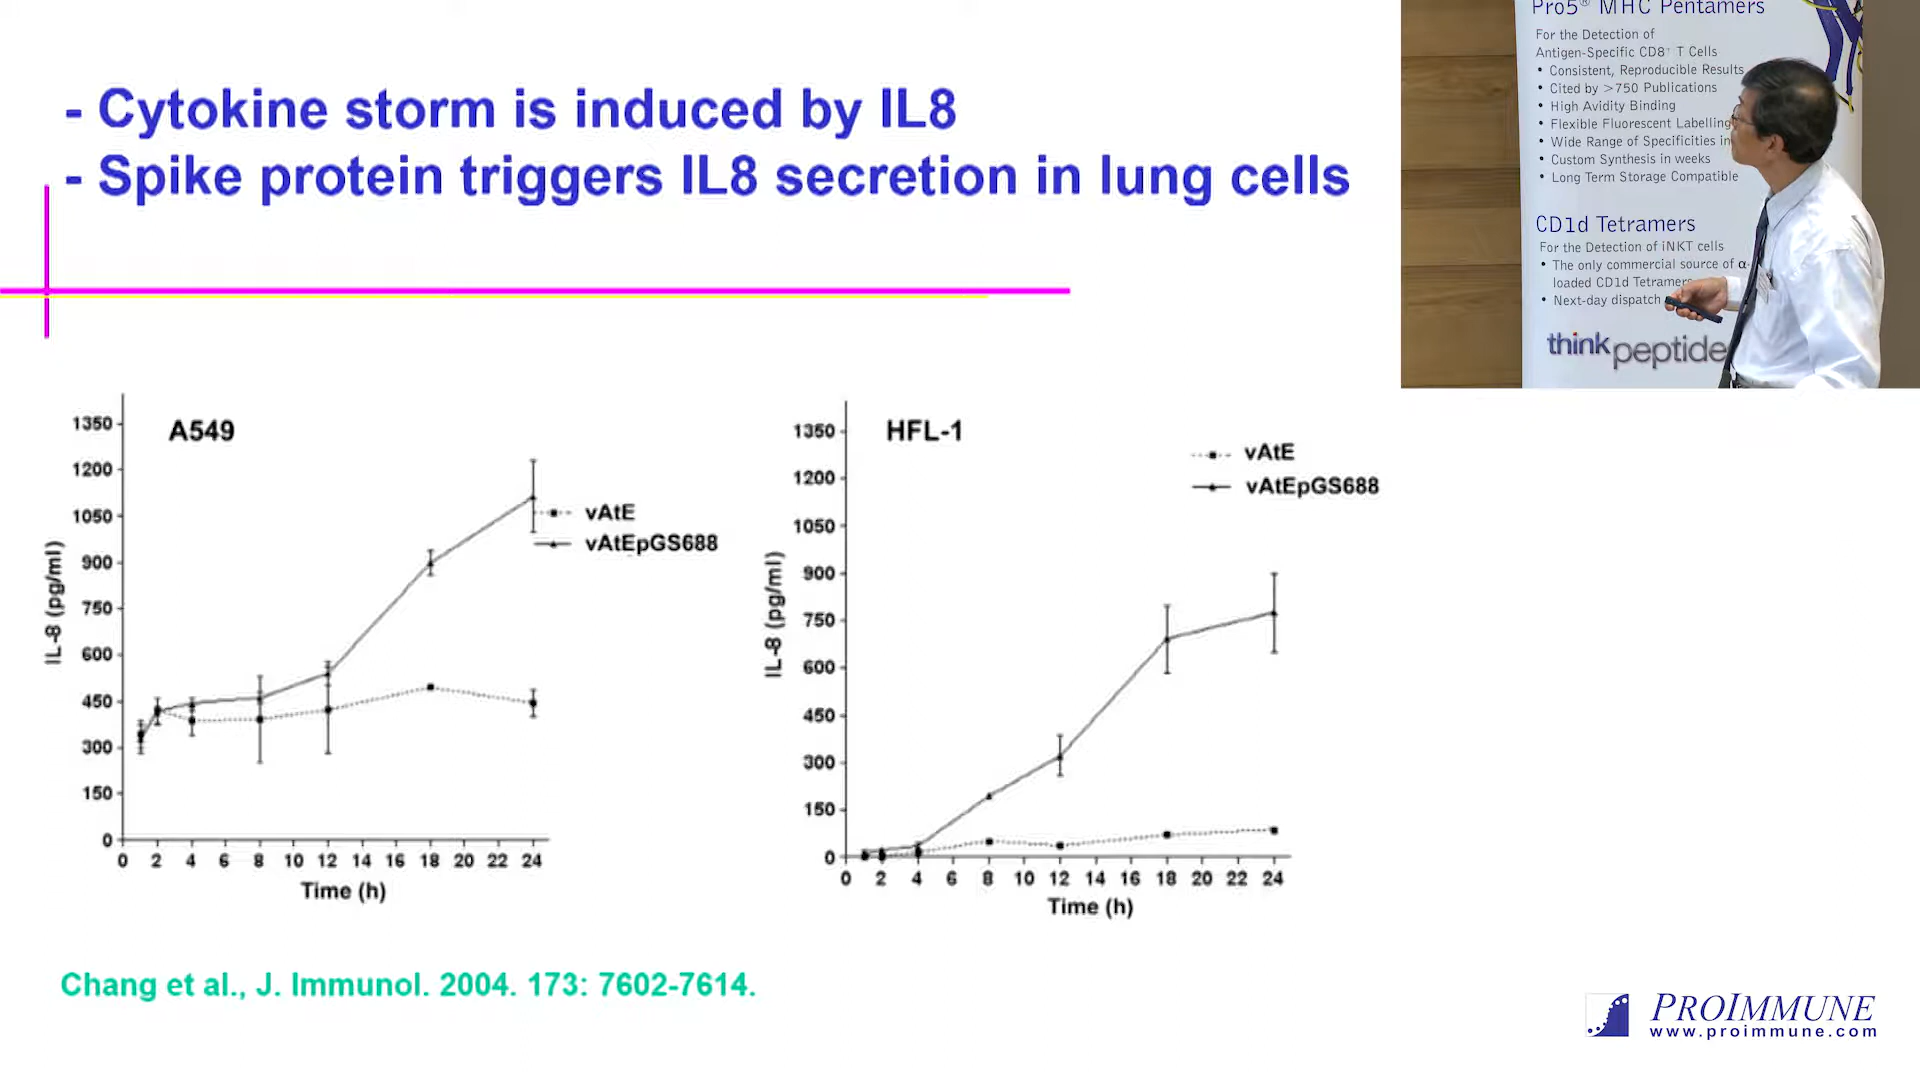 - Cytokine storm is induced by IL8
- Spike protein triggers IL8 secretion in lung cells
Pro5® MHC Pentamers
For the Detection of
Antigen-Specific CD8+ T Cells
• Consistent, Reproducible Results
• Cited by >750 Publications
• High Avidity Binding
• Flexible Fluorescent Labelling
• Wide Range of Specificities in
• Custom Synthesis in weeks
• Long Term Storage Compatible
CD1d Tetramers
For the Detection of iNKT cells
• The only commercial source of α-
loaded CD1d Tetramers
• Next-day dispatch
think peptide
A549
IL-8 (pg/ml)
1350
1200
1050
900
750
600
450
300
150
0
0 2 4 6 8 10 12 14 16 18 20 22 24
Time (h)
vAtE
vAtEpGS688
HFL-1
IL-8 (pg/ml)
1350
1200
1050
900
750
600
450
300
150
0
0 2 4 6 8 10 12 14 16 18 20 22 24
Time (h)
vAtE
vAtEpGS688
Chang et al., J. Immunol. 2004. 173: 7602-7614.
PROIMMUNE
www.proimmune.com